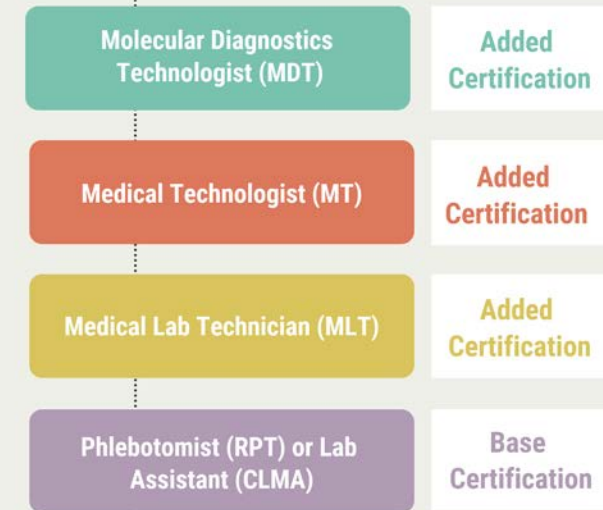 Molecular Diagnostics
Technologist (MDT)
Added
Certification
Medical Technologist (MT)
Added
Certification
Medical Lab Technician (MLT)
Added
Certification
Phlebotomist (RPT) or Lab
Assistant (CLMA)
Base
Certification